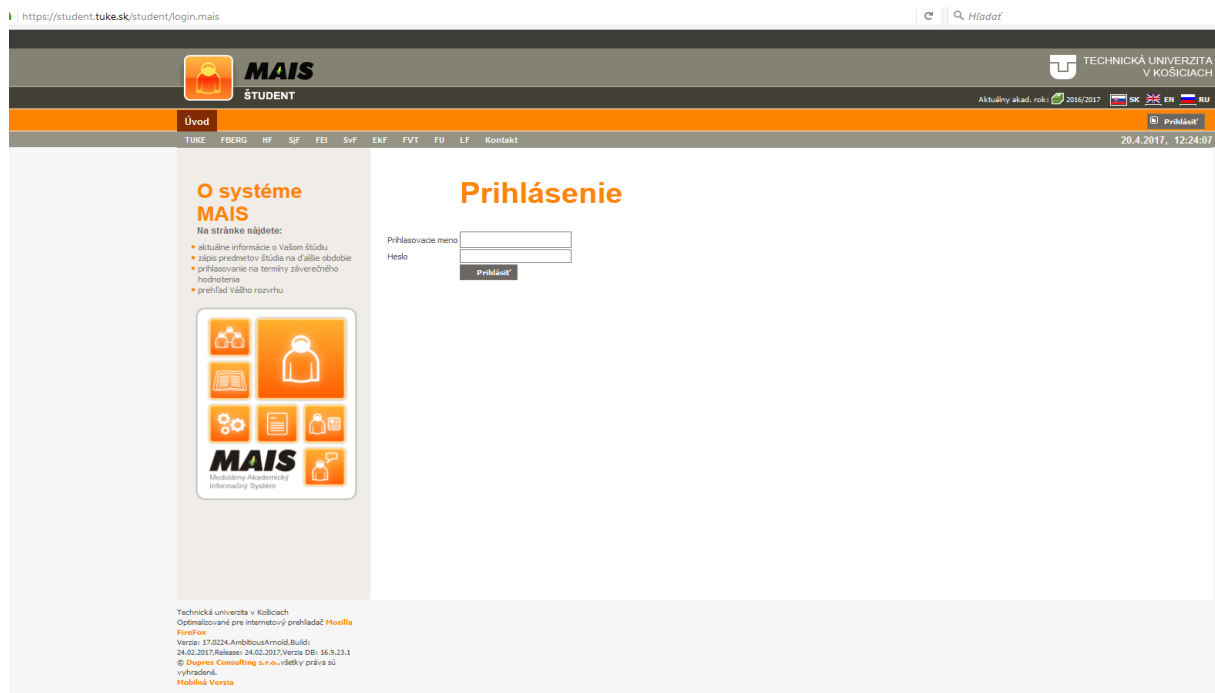 https://student.tuke.sk/student/login.mais
Hľadať
MAIS
ŠTUDENT
TECHNICKÁ UNIVERZITA
V KOŠICIACH
Aktuálny akad. rok: 2016/2017 SK EN RU
Úvod
Prihlásiť
TUKE FBERG HF SjF FEI SvF EkF FVT FU LF Kontakt
20.4.2017, 12:24:07
O systéme
MAIS
Na stránke nájdete:
aktuálne informácie o Vašom štúdiu
zápis predmetov štúdia na ďalšie obdobie
prihlasovanie na termíny záverečného
hodnotenia
prehľad Vášho rozvrhu
MAIS
Modulárny Akademický
Informačný Systém
Prihlásenie
Prihlasovacie meno
Heslo
Prihlásiť
Technická univerzita v Košiciach
Optimalizované pre internetový prehliadač Mozilla
FireFox
Verzia: 17.0224.AmbitiousArnold,Build:
24.02.2017,Release: 24.02.2017,Verzia DB: 16.9.23.1
© Dupres Consulting s.r.o.,všetky práva sú
vyhradené.
Mobilná Verzia